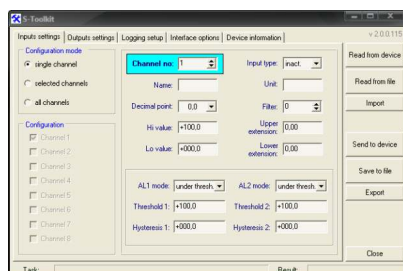 S-Toolkit
Inputs settings Outputs settings Logging setup Interface options Device information
v 2.0.0.115
Configuration mode
single channel
selected channels
all channels
Configuration
Channel 1
Channel 2
Channel 3
Channel 4
Channel 5
Channel 6
Channel 7
Channel 8
Channel no: 1
Input type: inact.
Name:
Unit:
Decimal point: 0,0
Filter: 0
Hi value: +100,0
Upper extension: 0,00
Lo value: +000,0
Lower extension: 0,00
AL1 mode: under thresh.
AL2 mode: under thresh.
Threshold 1: +100,0
Threshold 2: +100,0
Hysteresis 1: +000,0
Hysteresis 2: +000,0
Read from device
Read from file
Import
Send to device
Save to file
Export
Close
Task:
Result: